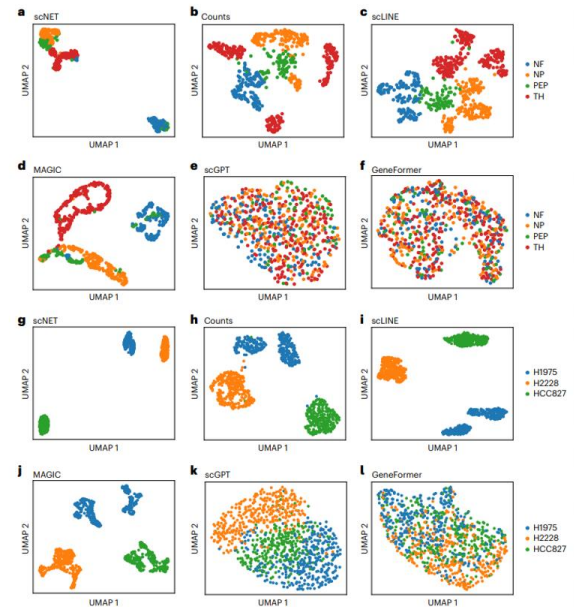 a scNET
UMAP 2
UMAP 1
b Counts
UMAP 2
UMAP 1
c scLINE
UMAP 2
UMAP 1
NF
NP
PEP
TH
d MAGIC
UMAP 2
UMAP 1
e scGPT
UMAP 2
UMAP 1
f GeneFormer
UMAP 2
UMAP 1
NF
NP
PEP
TH
g scNET
UMAP 2
UMAP 1
h Counts
UMAP 2
UMAP 1
i scLINE
UMAP 2
UMAP 1
H1975
H2228
HCC827
j MAGIC
UMAP 2
UMAP 1
k scGPT
UMAP 2
UMAP 1
l GeneFormer
UMAP 2
UMAP 1
H1975
H2228
HCC827